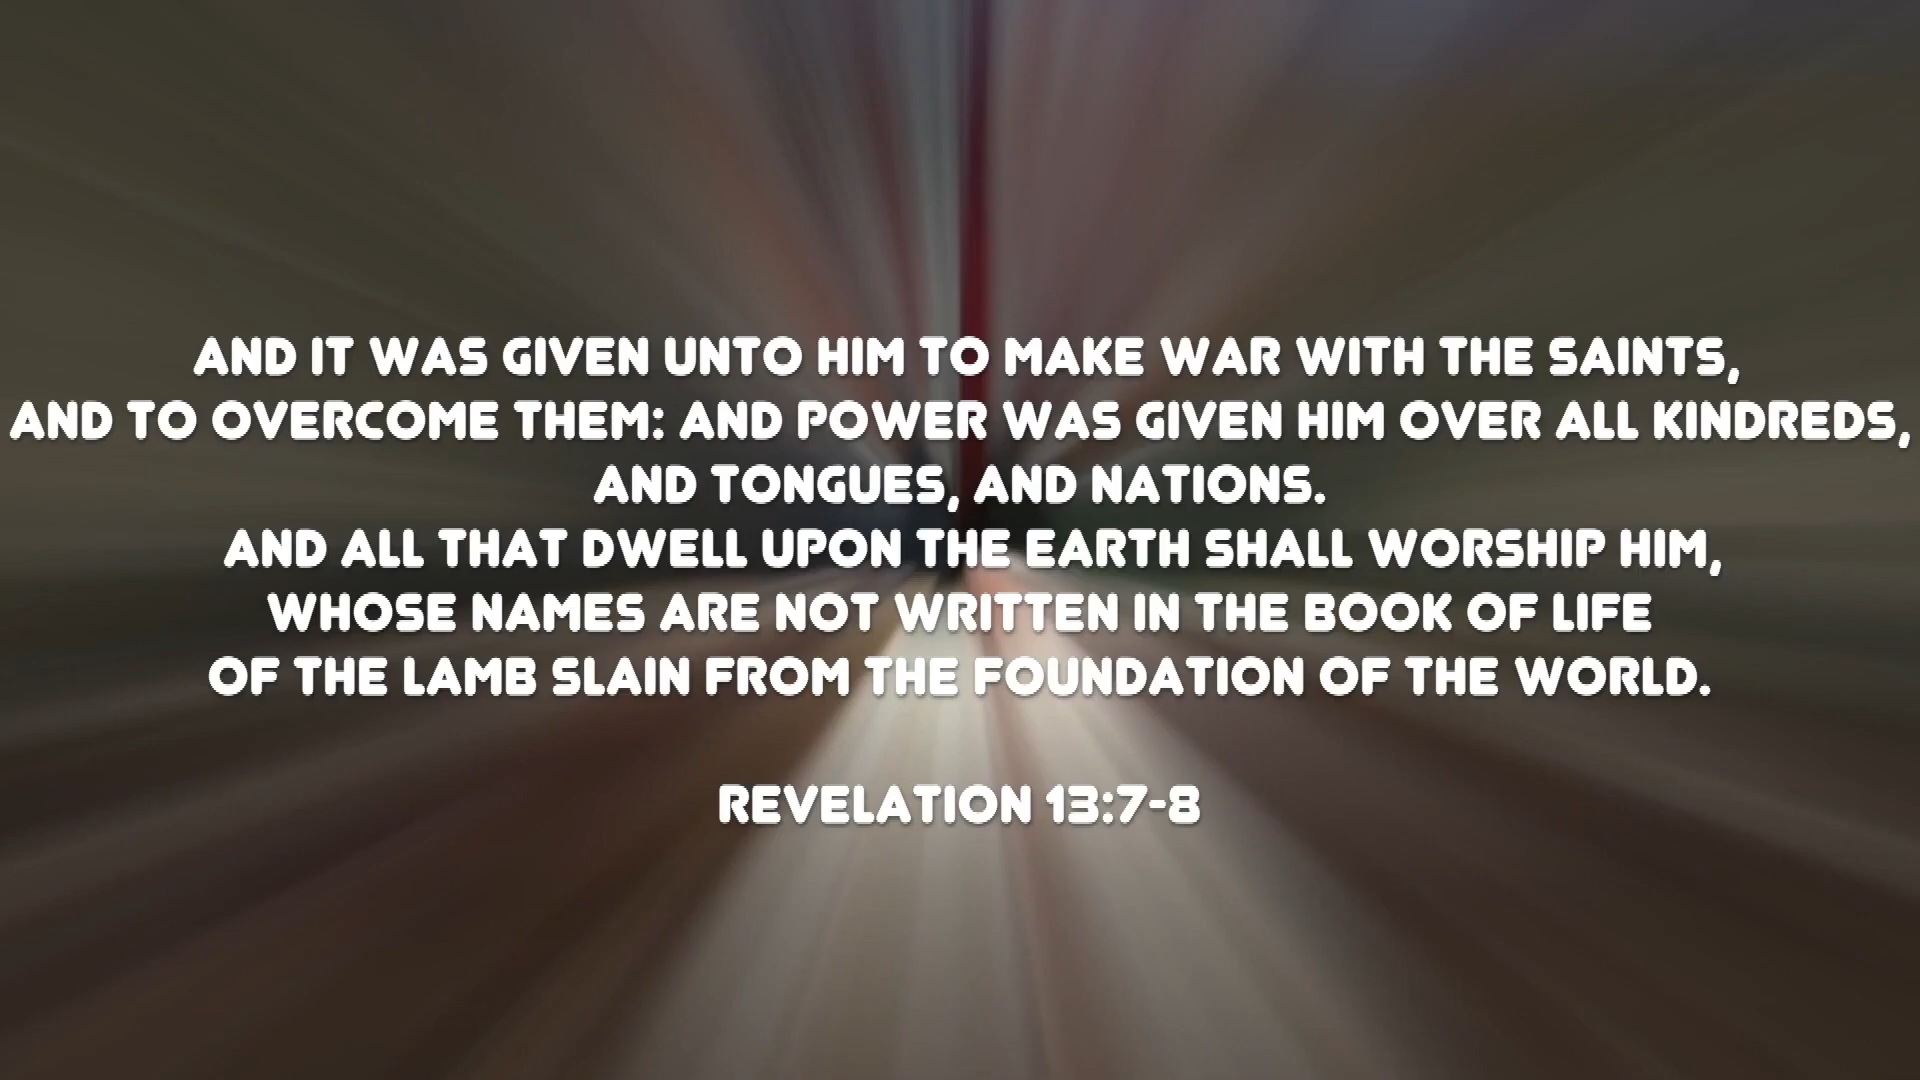 AND IT WAS GIVEN UNTO HIM TO MAKE WAR WITH THE SAINTS,
AND TO OVERCOME THEM: AND POWER WAS GIVEN HIM OVER ALL KINDREDS,
AND TONGUES, AND NATIONS.
AND ALL THAT DWELL UPON THE EARTH SHALL WORSHIP HIM,
WHOSE NAMES ARE NOT WRITTEN IN THE BOOK OF LIFE
OF THE LAMB SLAIN FROM THE FOUNDATION OF THE WORLD.
REVELATION 13:7-8